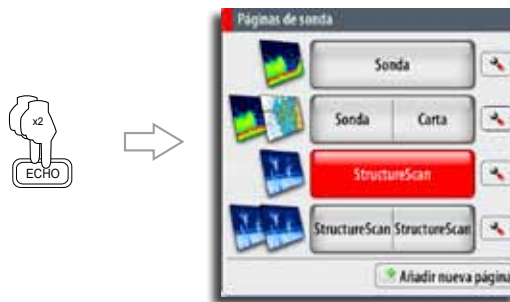 x2
ECHO
Páginas de sonda
Sonda
Sonda Carta
StructureScan
StructureScan StructureScan
Añadir nueva página